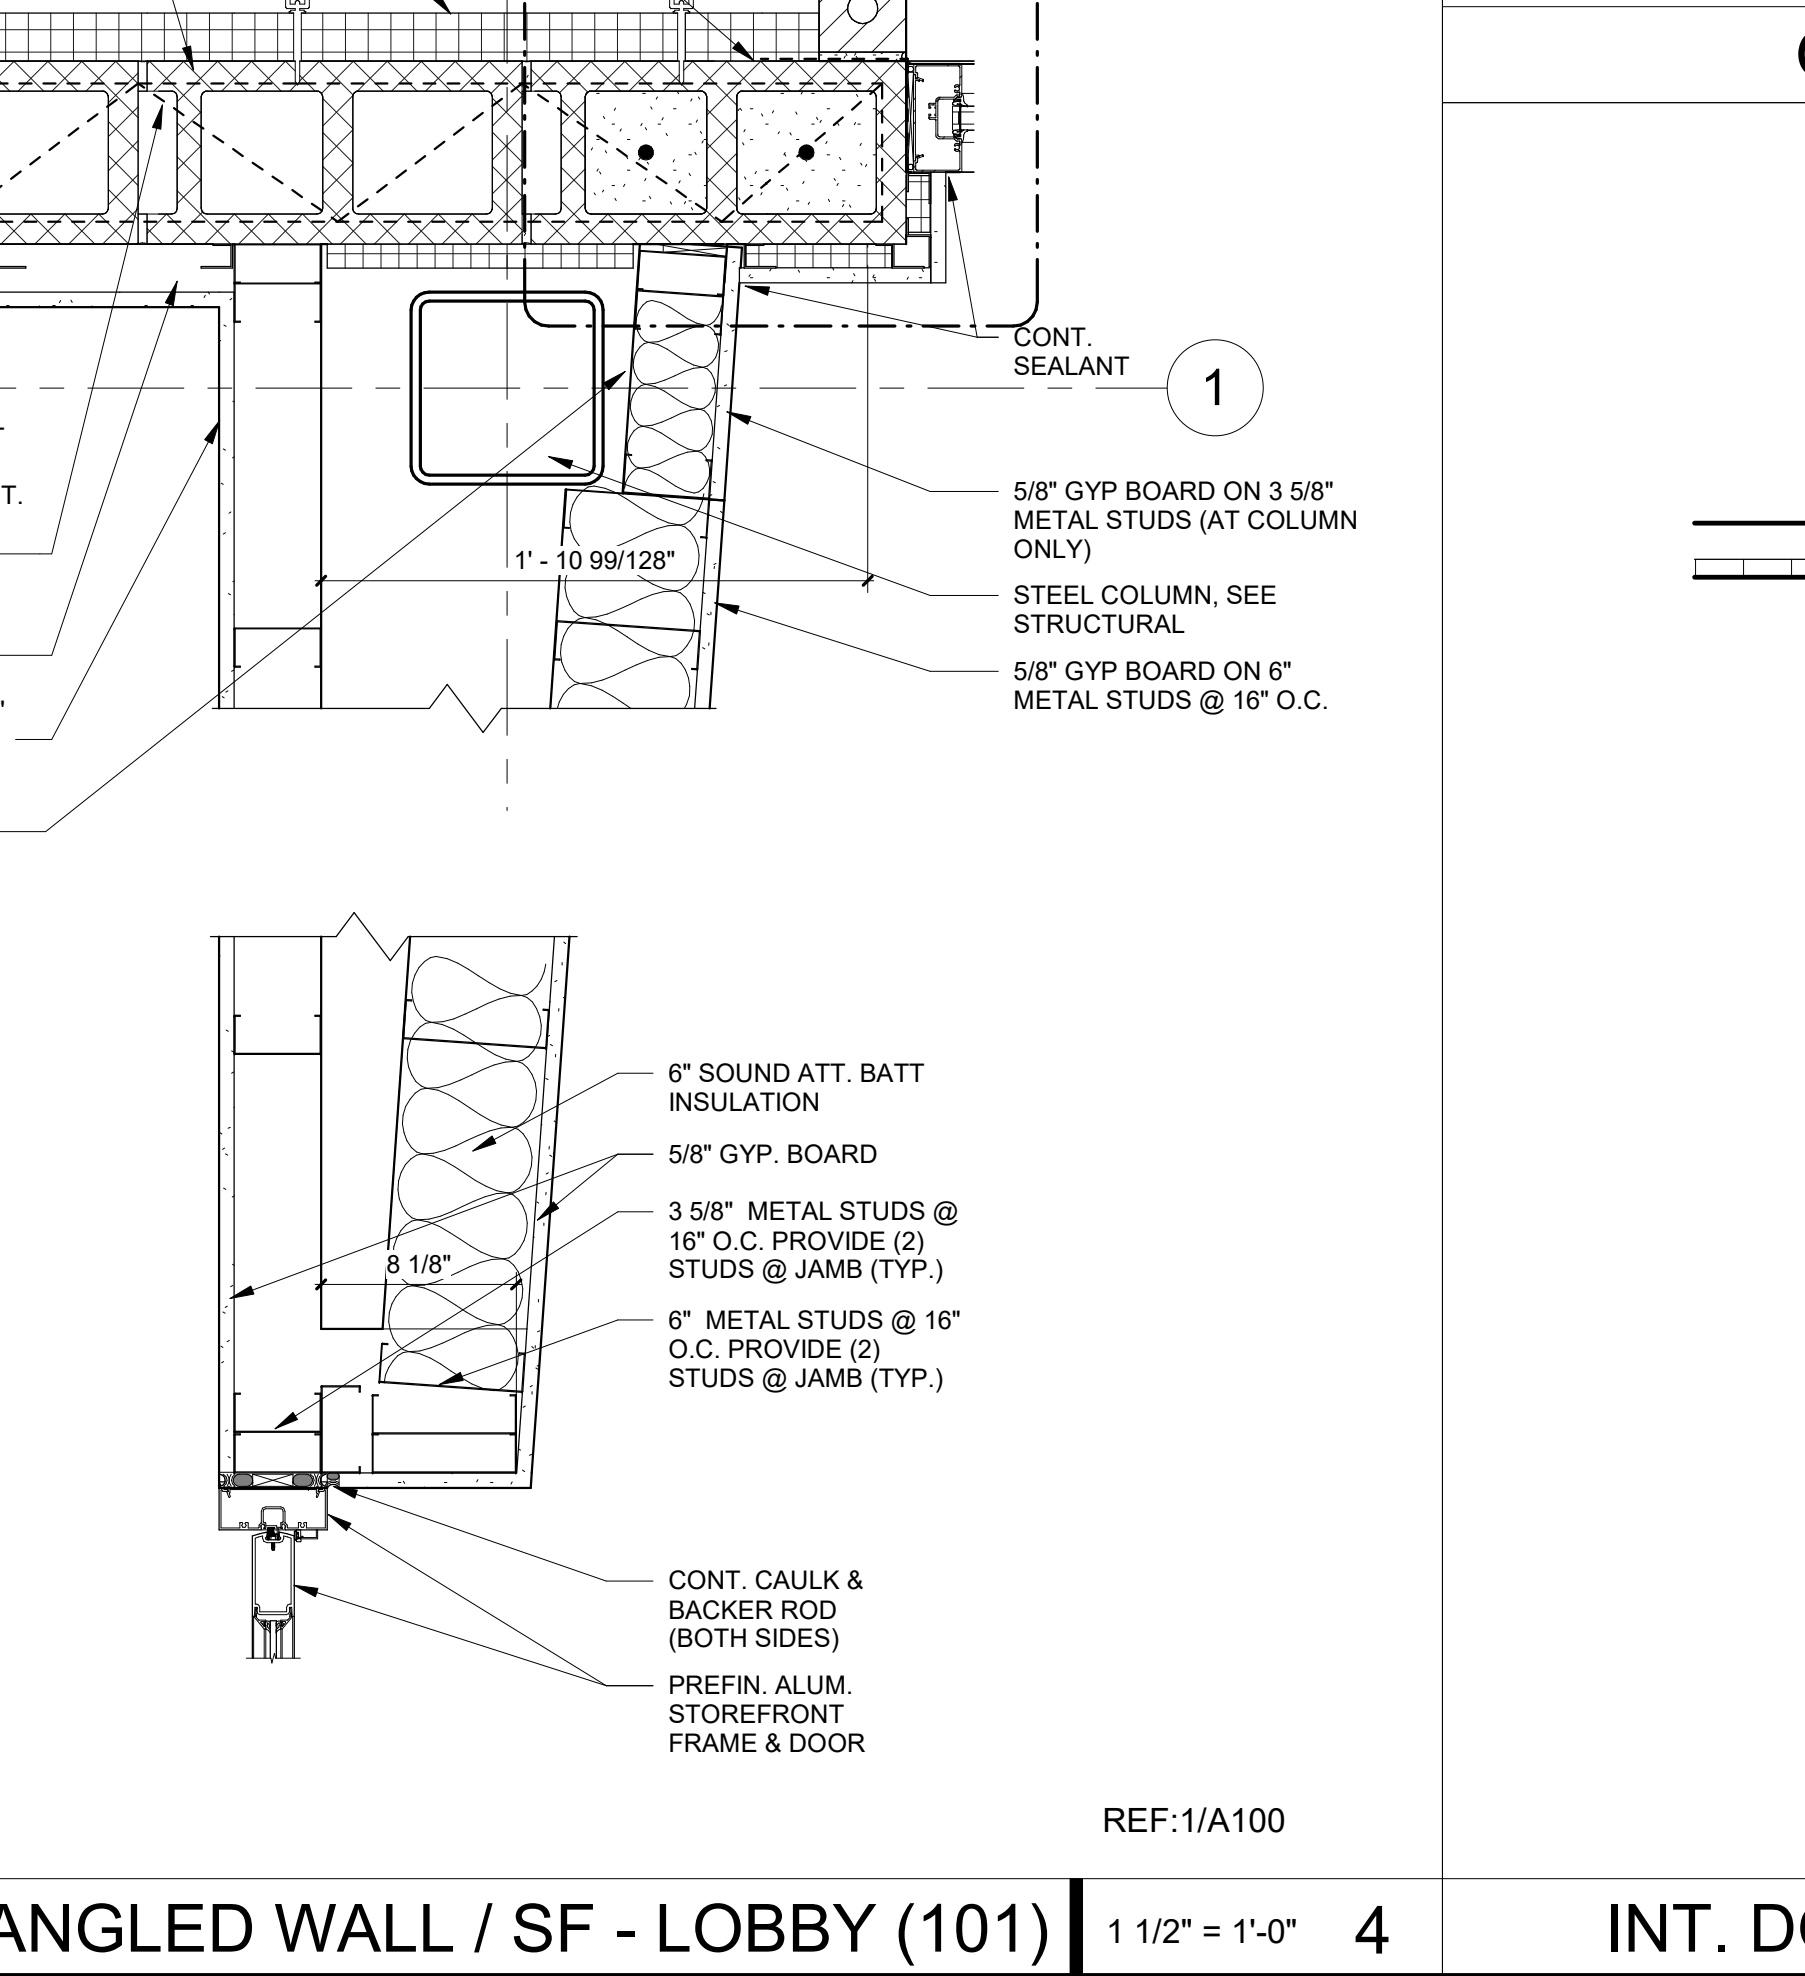 CONT.
SEALANT
1
T.
5/8" GYP BOARD ON 3 5/8"
METAL STUDS (AT COLUMN
ONLY)
1' - 10 99/128"
STEEL COLUMN, SEE
STRUCTURAL
5/8" GYP BOARD ON 6"
METAL STUDS @ 16" O.C.
"
6" SOUND ATT. BATT
INSULATION
5/8" GYP. BOARD
3 5/8"  METAL STUDS @
16" O.C. PROVIDE (2)
STUDS @ JAMB (TYP.)
8 1/8"
6"  METAL STUDS @ 16"
O.C. PROVIDE (2)
STUDS @ JAMB (TYP.)
CONT. CAULK &
BACKER ROD
(BOTH SIDES)
PREFIN. ALUM.
STOREFRONT
FRAME & DOOR
REF:1/A100
ANGLED WALL / SF - LOBBY (101)
1 1/2" = 1'-0"
4
INT. DO